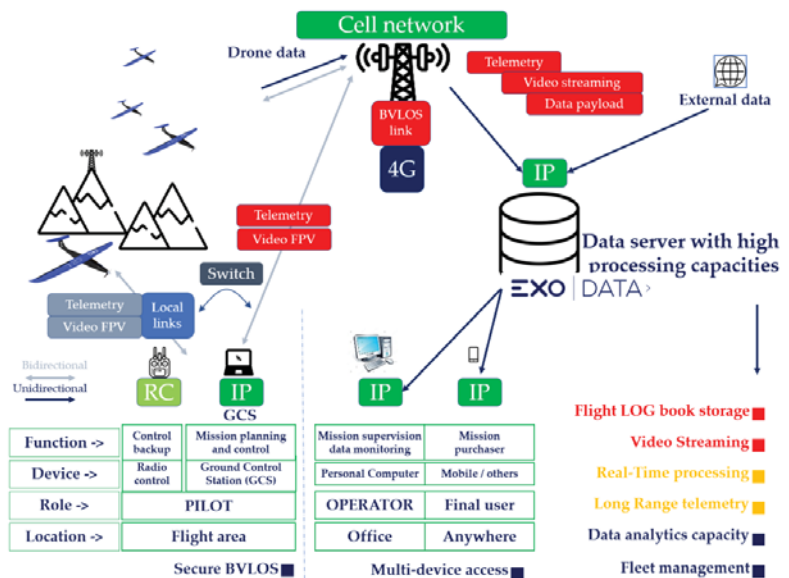 Cell network
Drone data
Telemetry
Video streaming
Data payload
External data
BVLOS
link
4G
IP
Telemetry
Video FPV
Data server with high
processing capacities
EXO DATA
Switch
Telemetry
Video FPV
Local
links
Bidirectional
Unidirectional
RC
IP
GCS
IP
IP
Function ->
Control
backup
Mission planning
and control
Mission supervision
data monitoring
Mission
purchaser
Device ->
Radio
control
Ground Control
Station (GCS)
Personal Computer
Mobile / others
Role ->
PILOT
OPERATOR
Final user
Location ->
Flight area
Office
Anywhere
Secure BVLOS
Multi-device access
Flight LOG book storage
Video Streaming
Real-Time processing
Long Range telemetry
Data analytics capacity
Fleet management